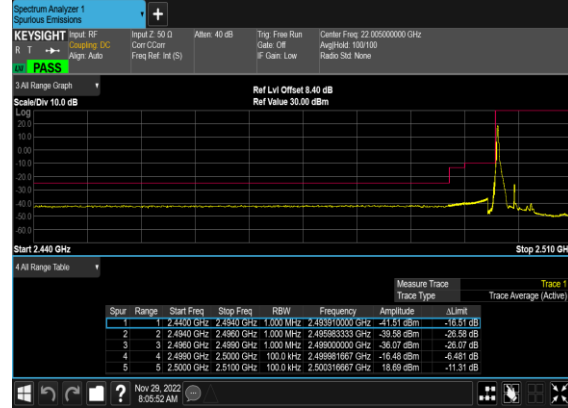 Spectrum Analyzer 1
Spurious Emissions
+
KEYSIGHT Input: RF Input Z: 50 Ω Atten: 40 dB Trig: Free Run Center Freq: 22.005000000 GHz
R T Coupling: DC Corr CCorr Gate: Off Avg|Hold: 100/100
Align: Auto Freq Ref: Int (S) IF Gain: Low Radio Std: None
PASS
3 All Range Graph Ref Lvl Offset 8.40 dB
Scale/Div 10.0 dB Ref Value 30.00 dBm
Log
20.0
10.0
0.00
-10.0
-20.0
-30.0
-40.0
-50.0
-60.0
Start 2.440 GHz Stop 2.510 GH
4 All Range Table
Measure Trace Trace 1
Trace Type Trace Average (Active)
Spur Range Start Freq Stop Freq RBW Frequency Amplitude ΔLimit
1 1 2.4400 GHz 2.4940 GHz 1.000 MHz 2.493910000 GHz -41.51 dBm -16.51 dB
2 2 2.4940 GHz 2.4960 GHz 1.000 MHz 2.495983333 GHz -39.58 dBm -26.58 dB
3 3 2.4960 GHz 2.4990 GHz 1.000 MHz 2.499000000 GHz -36.07 dBm -26.07 dB
4 4 2.4990 GHz 2.5000 GHz 100.0 kHz 2.499981667 GHz -16.48 dBm -6.481 dB
5 5 2.5000 GHz 2.5100 GHz 100.0 kHz 2.500316667 GHz 18.69 dBm -11.31 dB
? Nov 29, 2022
8:05:52 AM